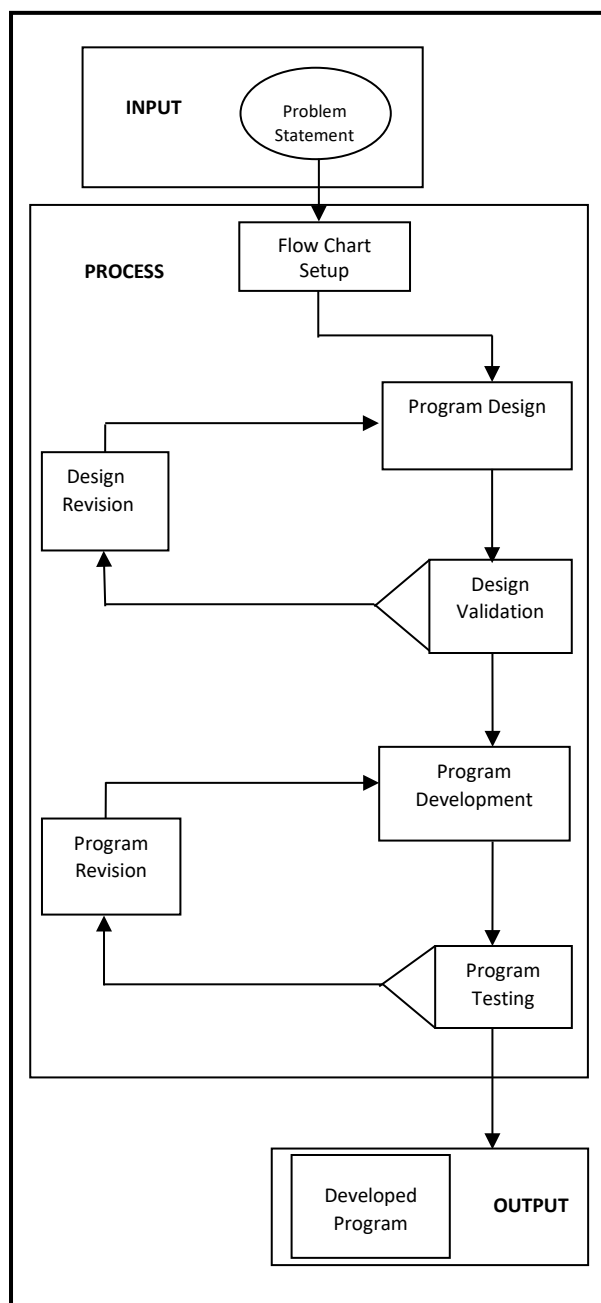 INPUT
Problem
Statement
Flow Chart
Setup
PROCESS
Program Design
Design
Revision
Design
Validation
Program
Development
Program
Revision
Program
Testing
Developed
Program
OUTPUT